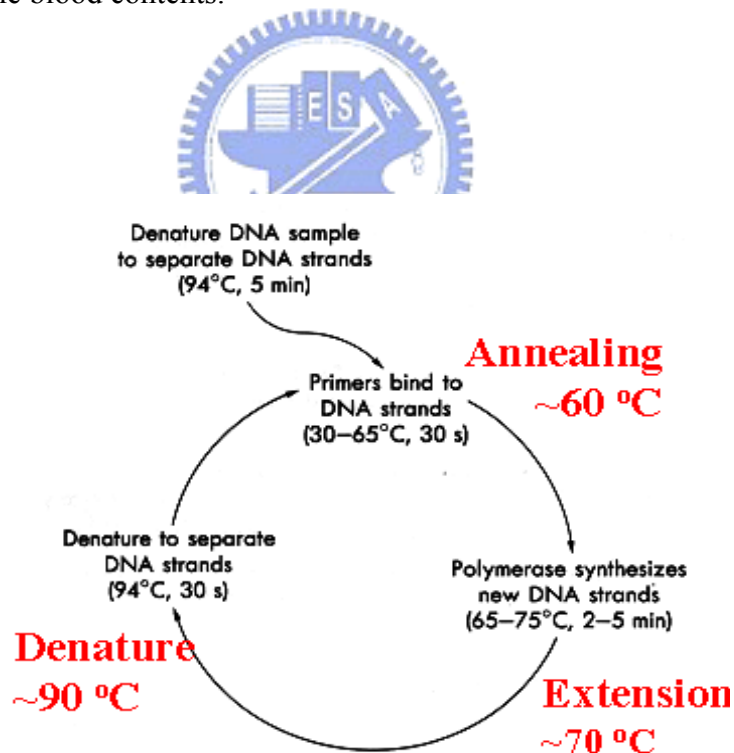 blood contents.
E S A
Denature DNA sample
to separate DNA strands
(94°C, 5 min)
Annealing
~60 °C
Primers bind to
DNA strands
(30–65°C, 30 s)
Denature to separate
DNA strands
(94°C, 30 s)
Polymerase synthesizes
new DNA strands
(65–75°C, 2–5 min)
Denature
~90 °C
Extension
~70 °C